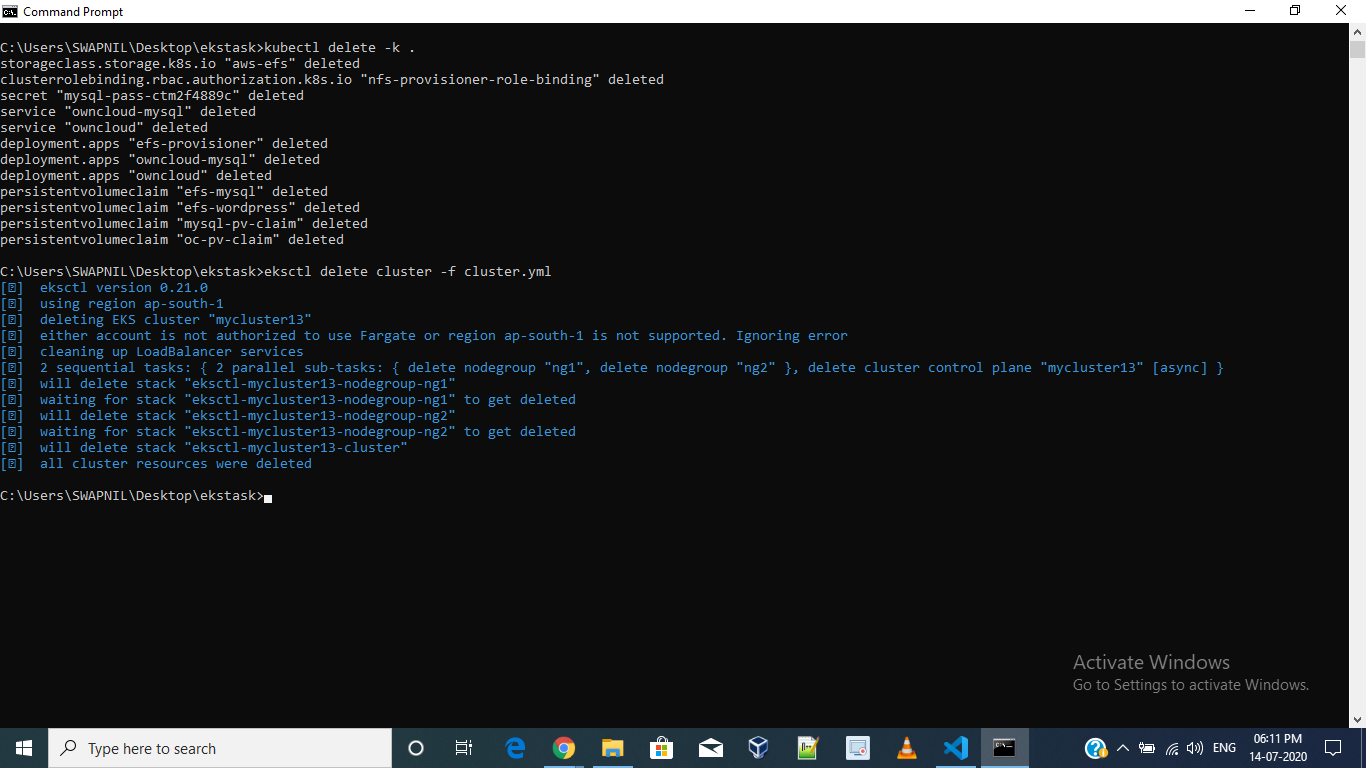 Command Prompt
C:\Users\SWAPNIL\Desktop\ekstask>kubectl delete -k .
storageclass.storage.k8s.io "aws-efs" deleted
clusterrolebinding.rbac.authorization.k8s.io "nfs-provisioner-role-binding" deleted
secret "mysql-pass-ctm2f4889c" deleted
service "owncloud-mysql" deleted
service "owncloud" deleted
deployment.apps "efs-provisioner" deleted
deployment.apps "owncloud-mysql" deleted
deployment.apps "owncloud" deleted
persistentvolumeclaim "efs-mysql" deleted
persistentvolumeclaim "efs-wordpress" deleted
persistentvolumeclaim "mysql-pv-claim" deleted
persistentvolumeclaim "oc-pv-claim" deleted
C:\Users\SWAPNIL\Desktop\ekstask>eksctl delete cluster -f cluster.yml
[?]  eksctl version 0.21.0
[?]  using region ap-south-1
[?]  deleting EKS cluster "mycluster13"
[?]  either account is not authorized to use Fargate or region ap-south-1 is not supported. Ignoring error
[?]  cleaning up LoadBalancer services
[?]  2 sequential tasks: { 2 parallel sub-tasks: { delete nodegroup "ng1", delete nodegroup "ng2" }, delete cluster control plane "mycluster13" [async] }
[?]  will delete stack "eksctl-mycluster13-nodegroup-ng1"
[?]  waiting for stack "eksctl-mycluster13-nodegroup-ng1" to get deleted
[?]  will delete stack "eksctl-mycluster13-nodegroup-ng2"
[?]  waiting for stack "eksctl-mycluster13-nodegroup-ng2" to get deleted
[?]  will delete stack "eksctl-mycluster13-cluster"
[?]  all cluster resources were deleted
C:\Users\SWAPNIL\Desktop\ekstask>
Activate Windows
Go to Settings to activate Windows.
Type here to search
ENG
06:11 PM
14-07-2020